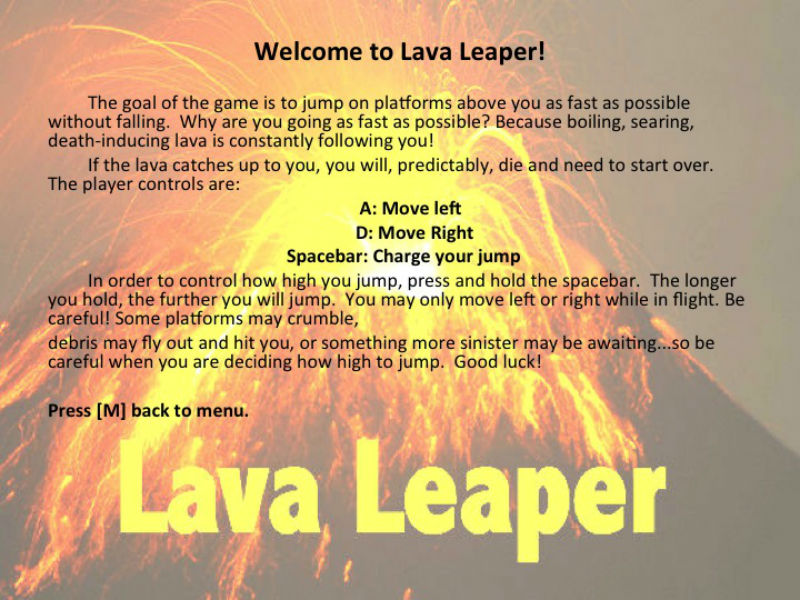 Welcome to Lava Leaper!
The goal of the game is to jump on platforms above you as fast as possible
without falling.  Why are you going as fast as possible? Because boiling, searing,
death-inducing lava is constantly following you!
If the lava catches up to you, you will, predictably, die and need to start over.
The player controls are:
A: Move left
D: Move Right
Spacebar: Charge your jump
In order to control how high you jump, press and hold the spacebar.  The longer
you hold, the further you will jump.  You may only move left or right while in flight. Be
careful! Some platforms may crumble,
debris may fly out and hit you, or something more sinister may be awaiting...so be
careful when you are deciding how high to jump.  Good luck!
Press [M] back to menu.
Lava Leaper